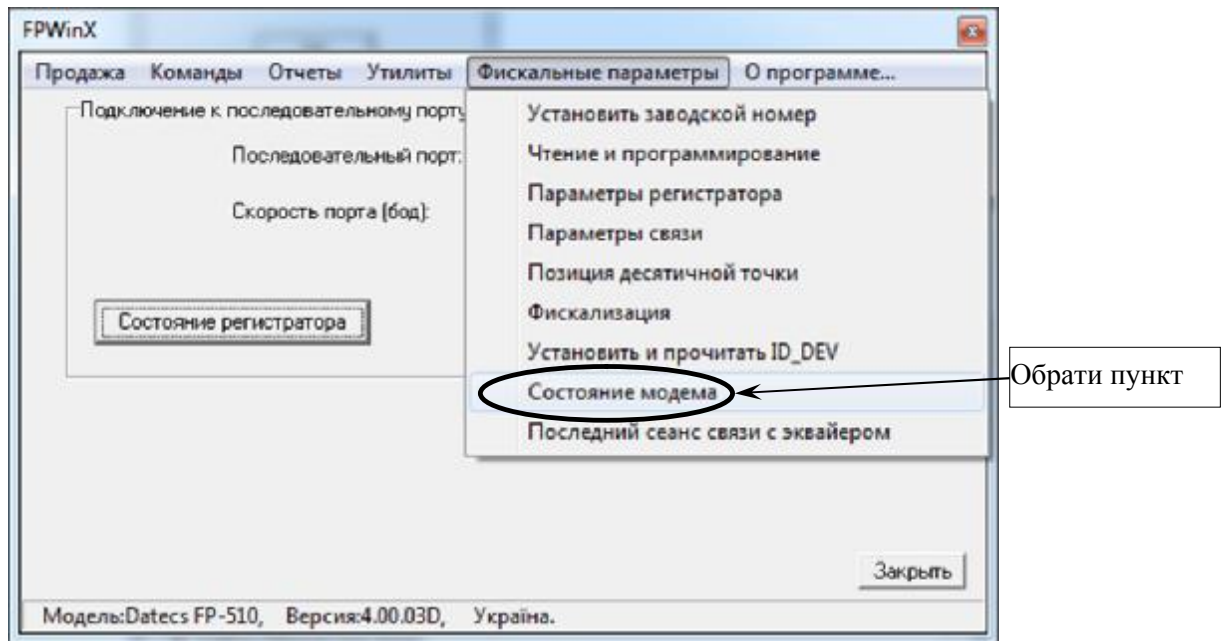 FPWinX
Продажа Команды Отчеты Утилиты Фискальные параметры О программе...
Подключение к последовательному порту
Последовательный порт:
Скорость порта (бод):
Состояние регистратора
Установить заводской номер
Чтение и программирование
Параметры регистратора
Параметры связи
Позиция десятичной точки
Фискализация
Установить и прочитать ID_DEV
Состояние модема
Последний сеанс связи с эквайером
Обрати пункт
Закрыть
Модель:Datecs FP-510, Версия:4.00.03D, Україна.